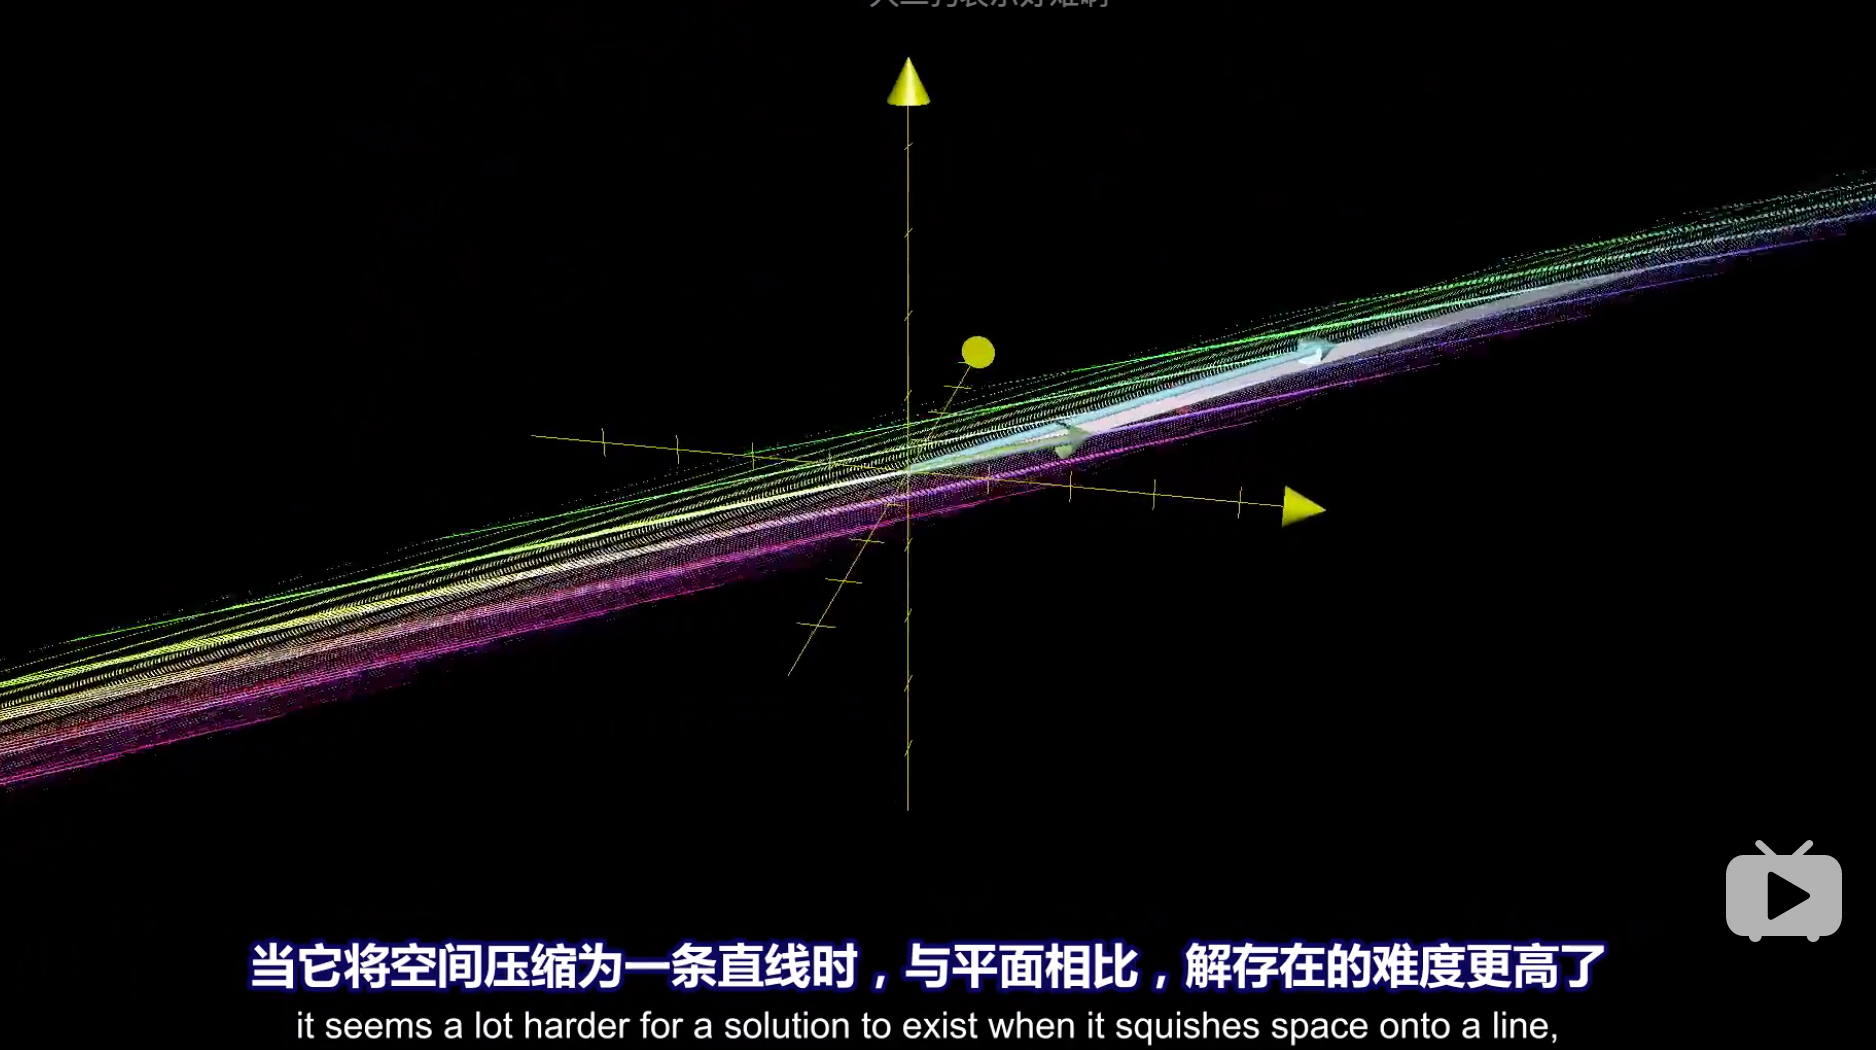 当它将空间压缩为一条直线时，与平面相比，解存在的难度更高了
it seems a lot harder for a solution to exist when it squishes space onto a line,